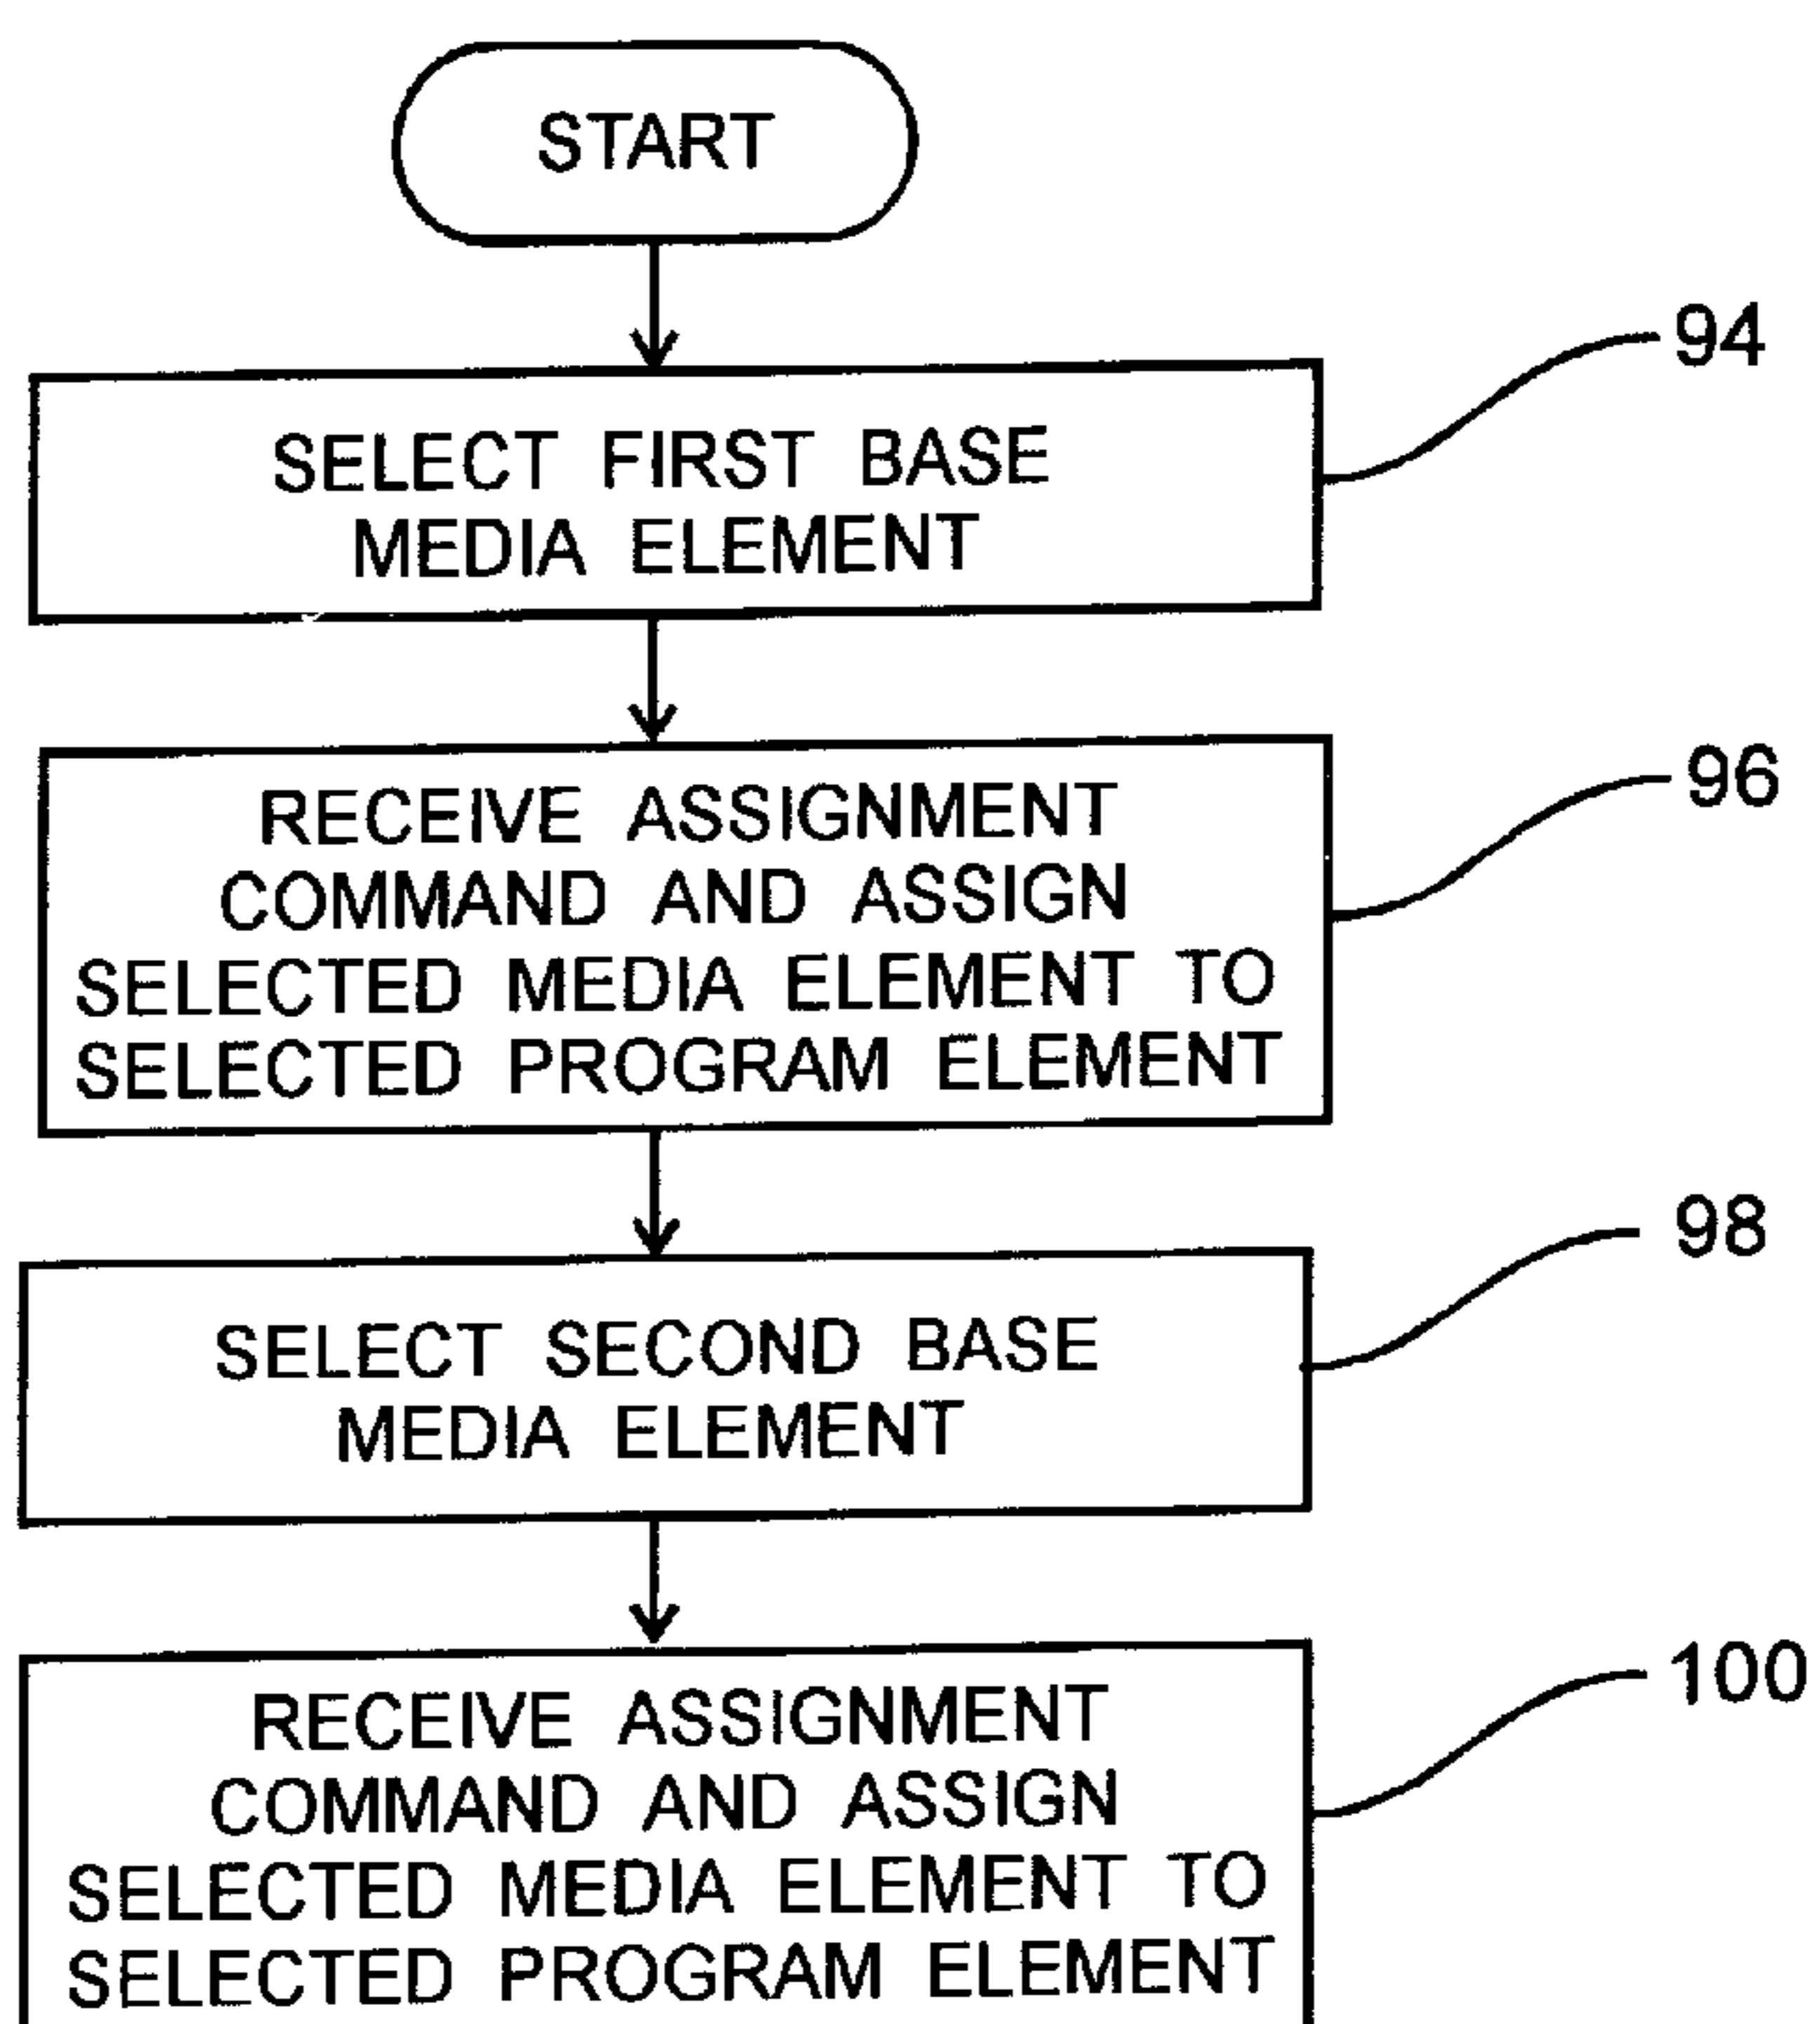 START
94
SELECT FIRST BASE
MEDIA ELEMENT
96
RECEIVE ASSIGNMENT
COMMAND AND ASSIGN
SELECTED MEDIA ELEMENT TO
SELECTED PROGRAM ELEMENT
98
SELECT SECOND BASE
MEDIA ELEMENT
100
RECEIVE ASSIGNMENT
COMMAND AND ASSIGN
SELECTED MEDIA ELEMENT TO
SELECTED PROGRAM ELEMENT